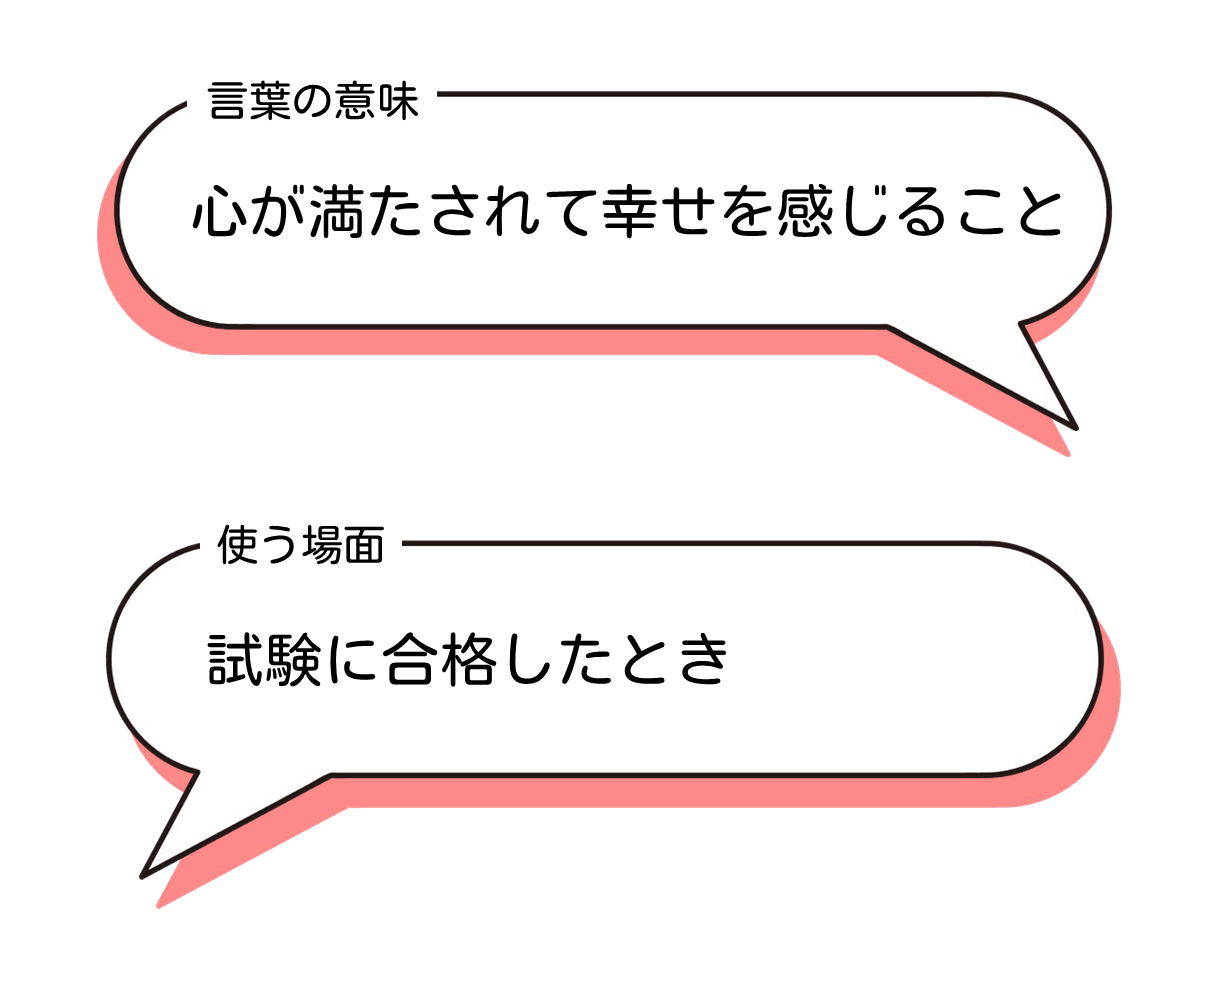 言葉の意味
心が満たされて幸せを感じること
使う場面
試験に合格したとき